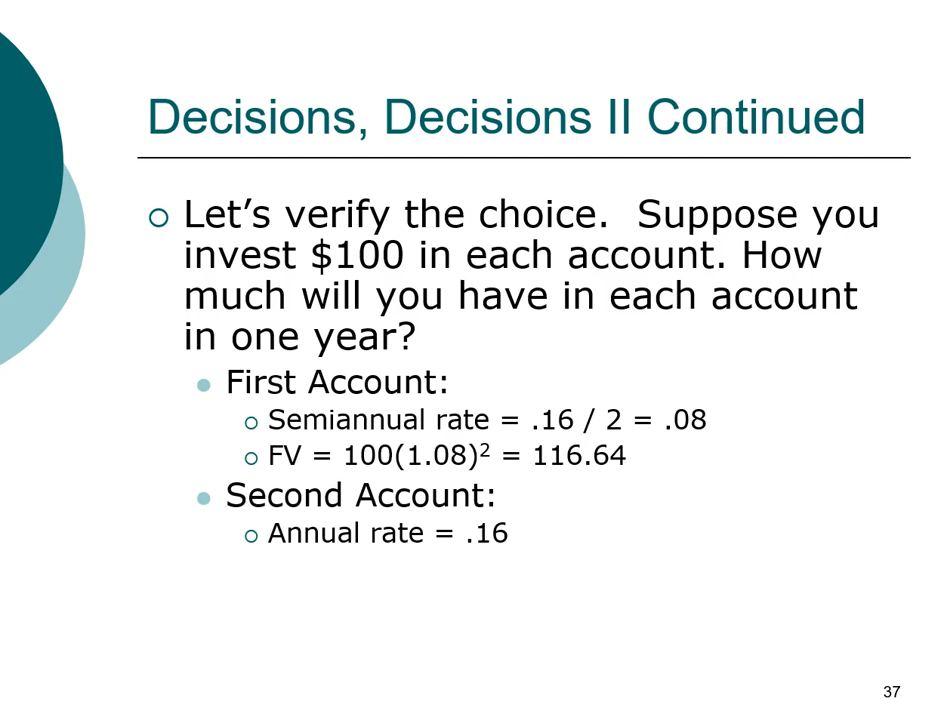 Decisions, Decisions II Continued
Let’s verify the choice.  Suppose you
invest $100 in each account. How
much will you have in each account
in one year?
First Account:
Semiannual rate = .16 / 2 = .08
FV = 100(1.08)² = 116.64
Second Account:
Annual rate = .16
37